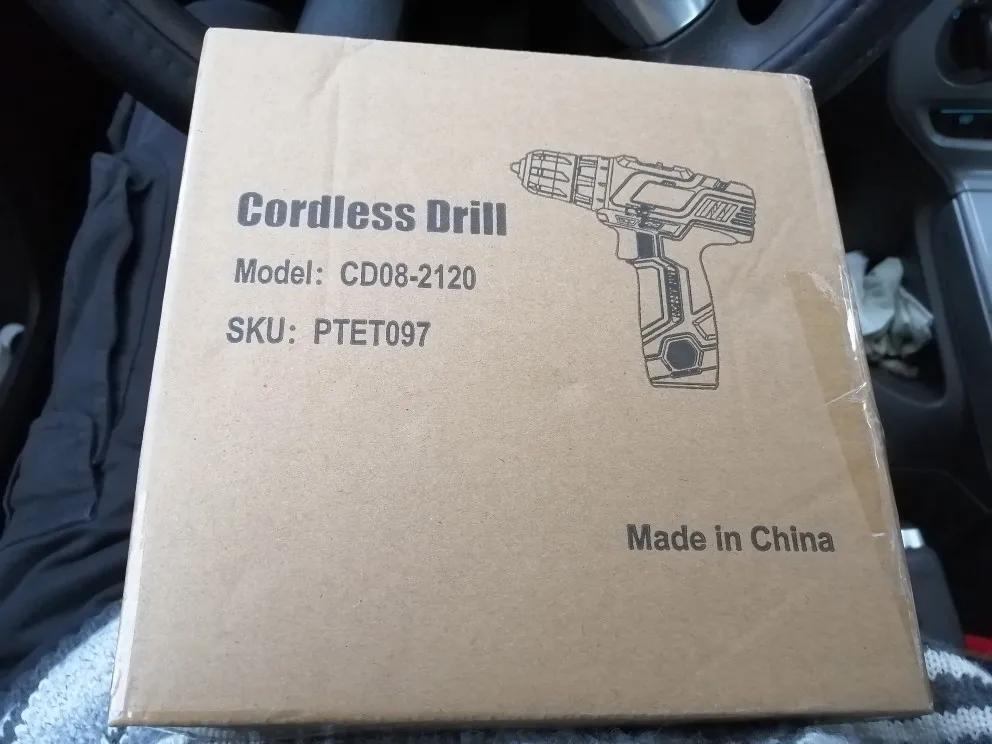 Cordless Drill
Model: CD08-2120
SKU: PTET097
Made in China